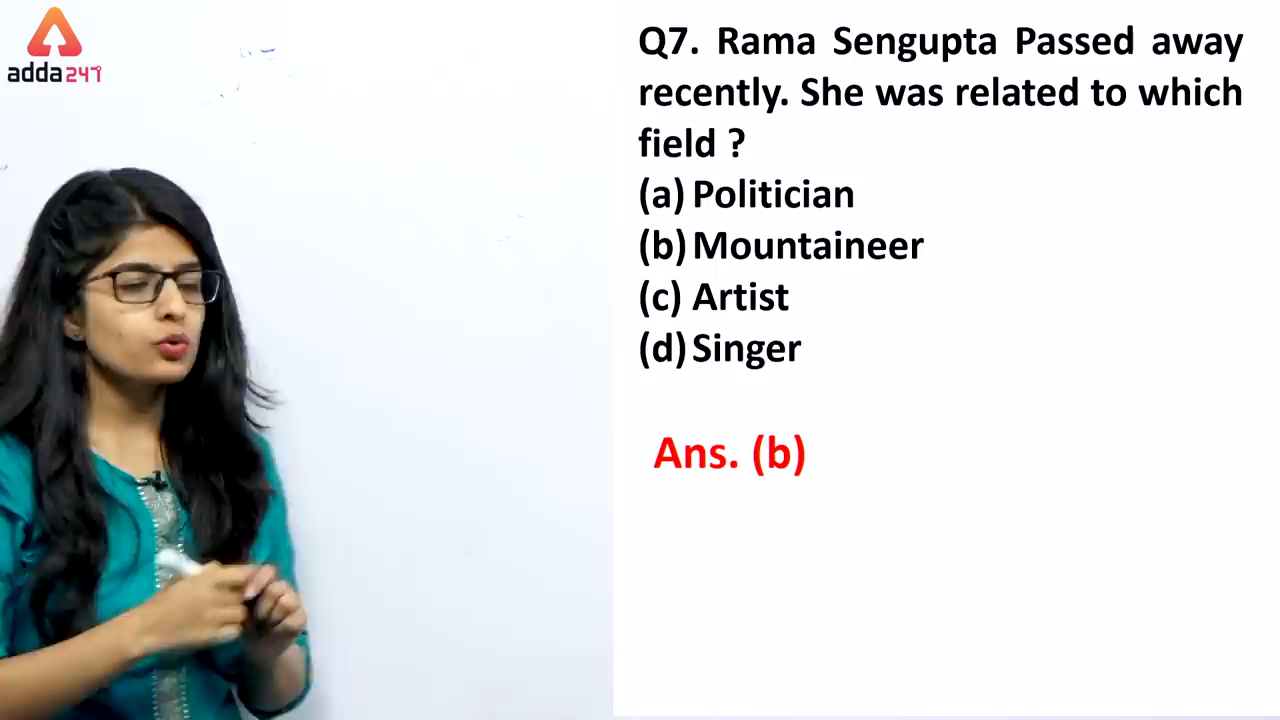 adda247
Q7. Rama Sengupta Passed away
recently. She was related to which
field ?
(a) Politician
(b) Mountaineer
(c) Artist
(d) Singer
Ans. (b)